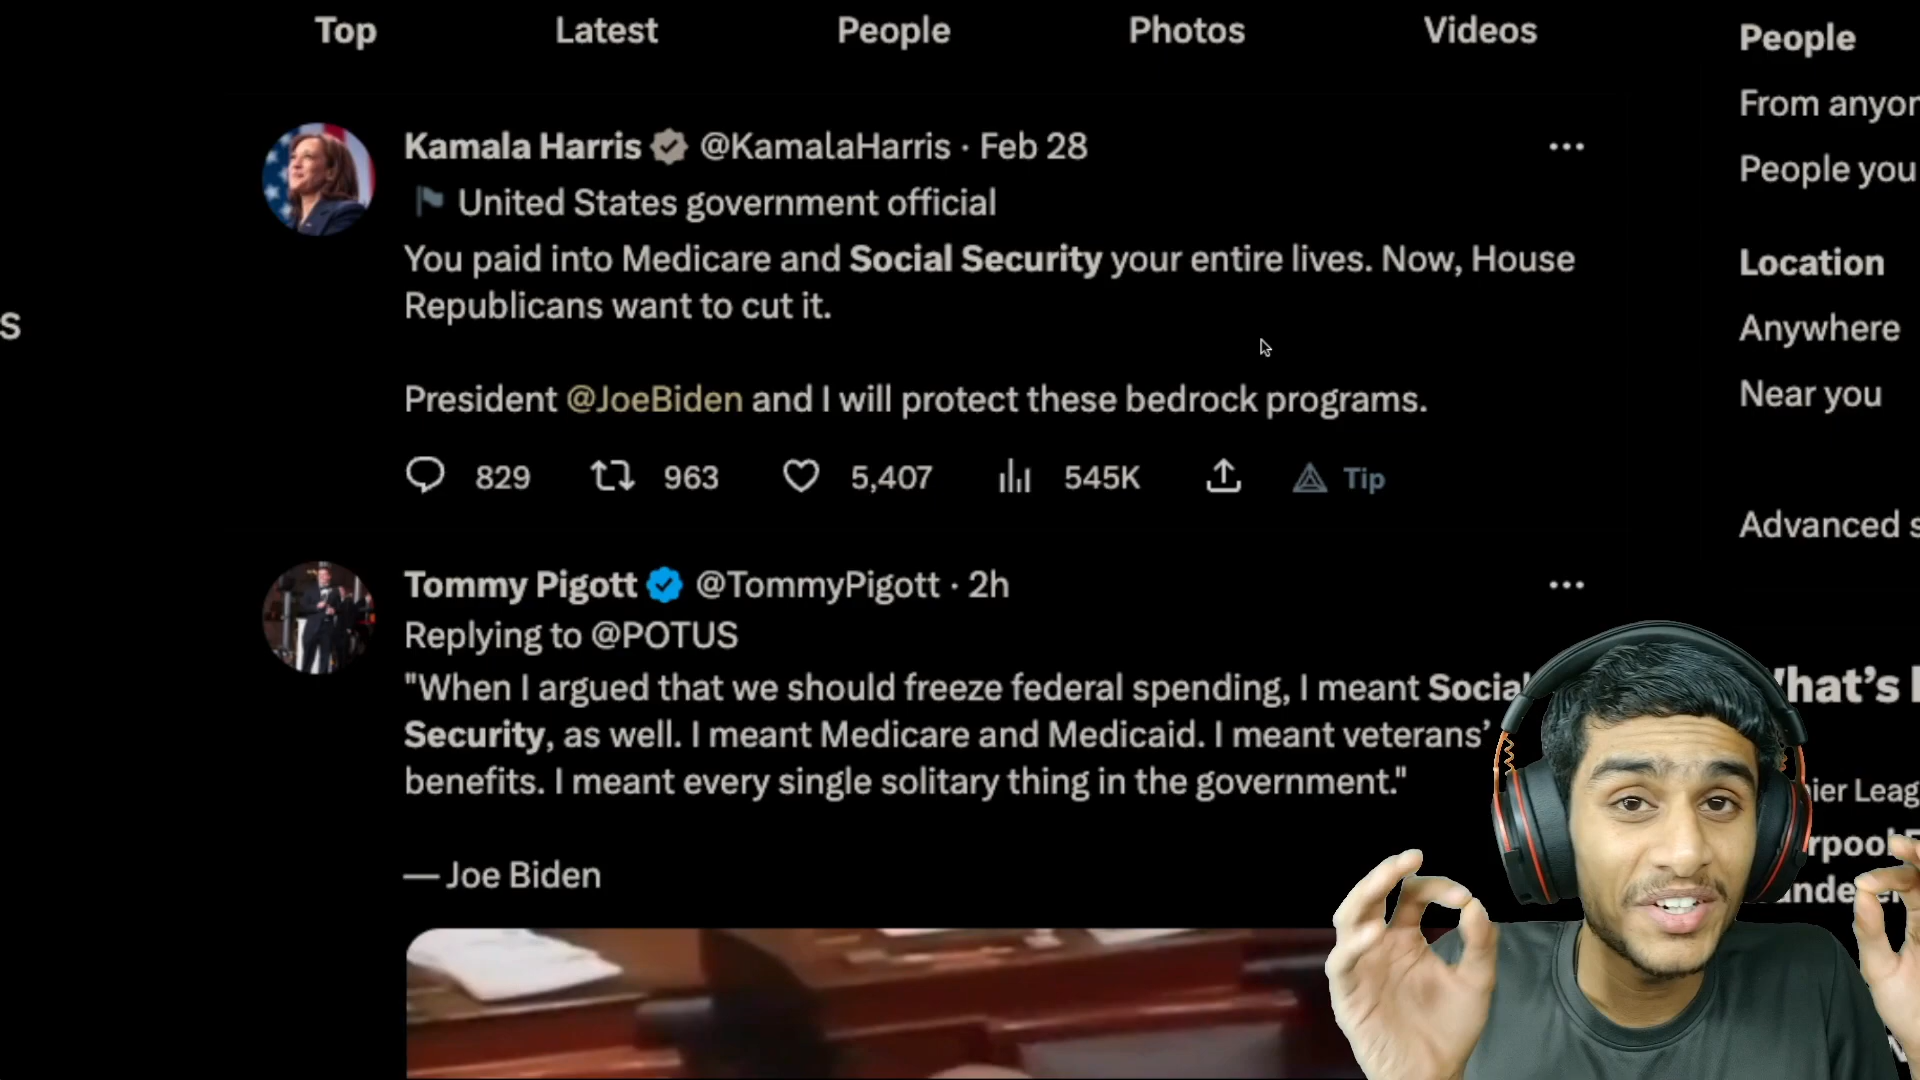 Top Latest People Photos Videos
People
From anyon
People you
Location
Anywhere
Near you
Advanced s
S
Kamala Harris @KamalaHarris · Feb 28
United States government official
You paid into Medicare and Social Security your entire lives. Now, House
Republicans want to cut it.
President @JoeBiden and I will protect these bedrock programs.
829 963 5,407 545K Tip
Tommy Pigott @TommyPigott · 2h
Replying to @POTUS
"When I argued that we should freeze federal spending, I meant Social
Security, as well. I meant Medicare and Medicaid. I meant veterans'
benefits. I meant every single solitary thing in the government."
— Joe Biden
hat's
ier Leag
rpool